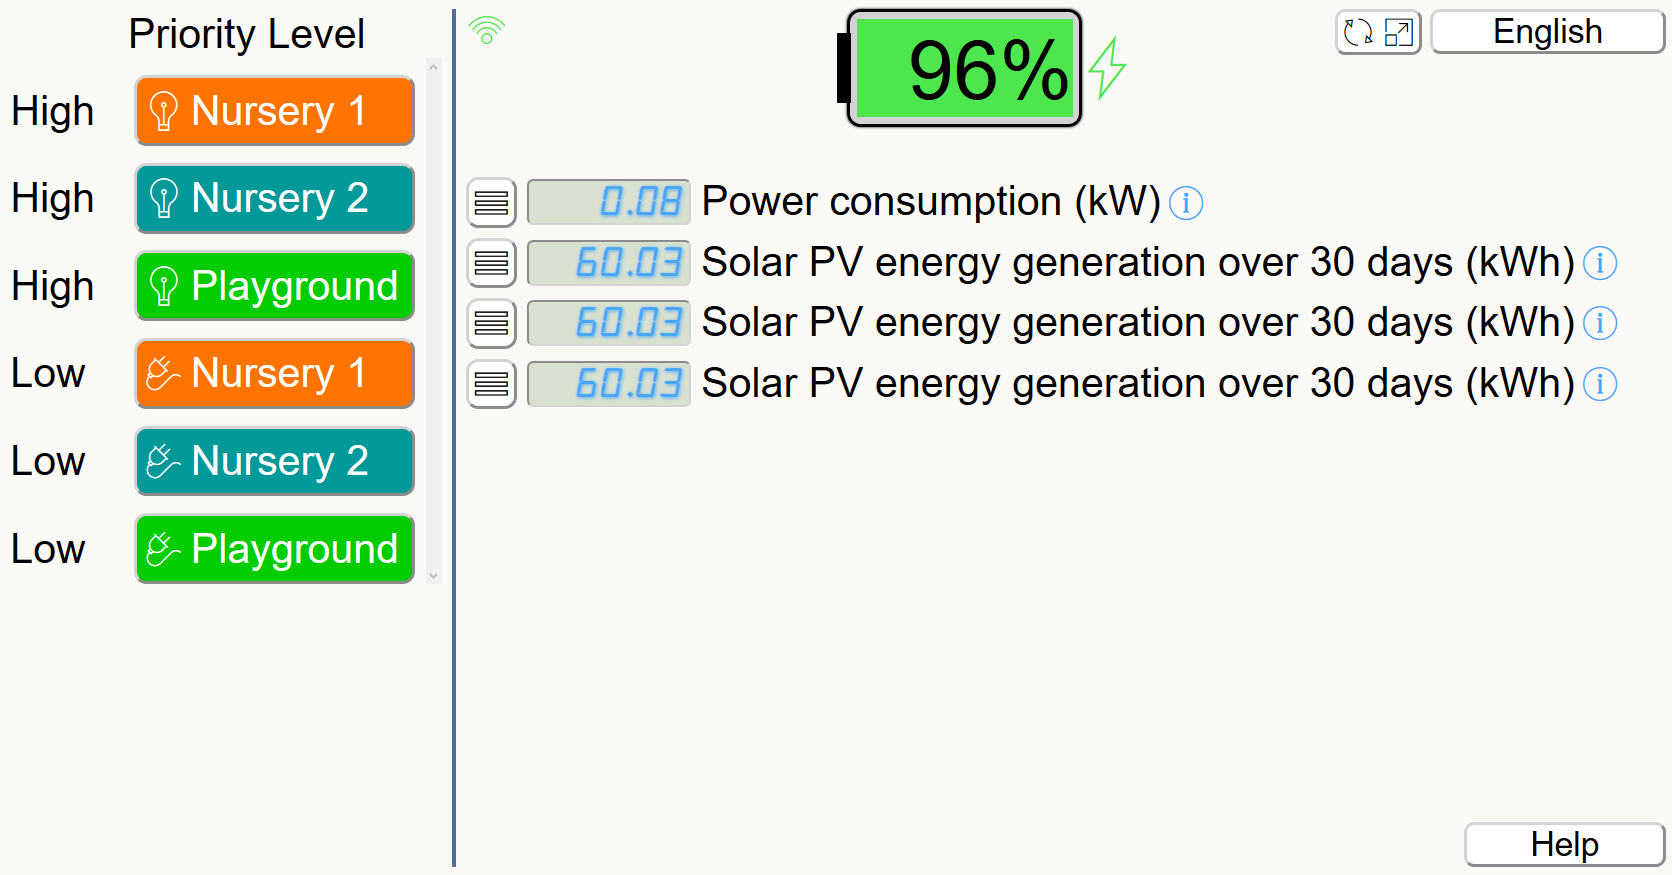 Priority Level
High Nursery 1
High Nursery 2
High Playground
Low Nursery 1
Low Nursery 2
Low Playground
96%
English
0.08 Power consumption (kW) i
60.03 Solar PV energy generation over 30 days (kWh) i
60.03 Solar PV energy generation over 30 days (kWh) i
60.03 Solar PV energy generation over 30 days (kWh) i
Help